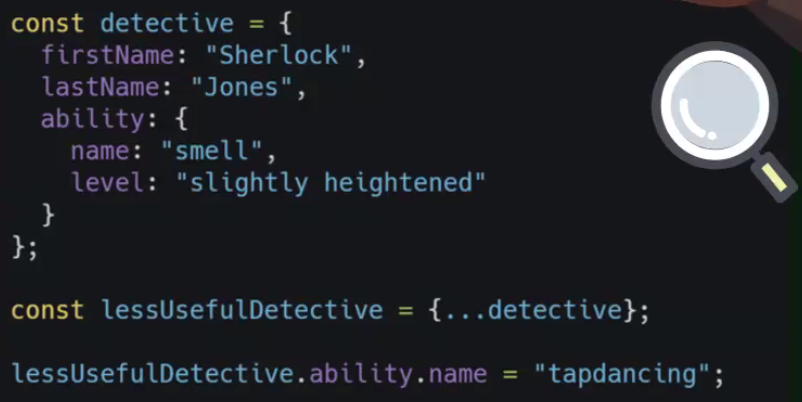 const detective = {
  firstName: "Sherlock",
  lastName: "Jones",
  ability: {
    name: "smell",
    level: "slightly heightened"
  }
};
const lessUsefulDetective = {...detective};
lessUsefulDetective.ability.name = "tapdancing";